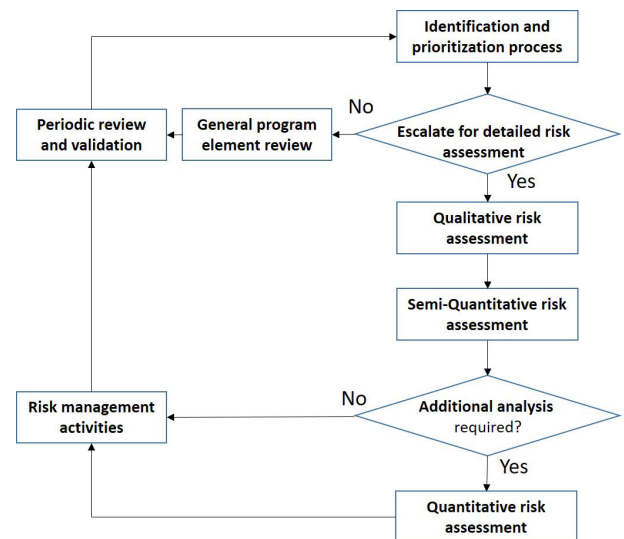 Identification and
prioritization process
No
Periodic review
and validation
General program
element review
Escalate for detailed risk
assessment
Yes
Qualitative risk
assessment
Semi-Quantitative risk
assessment
No
Risk management
activities
Additional analysis
required?
Yes
Quantitative risk
assessment